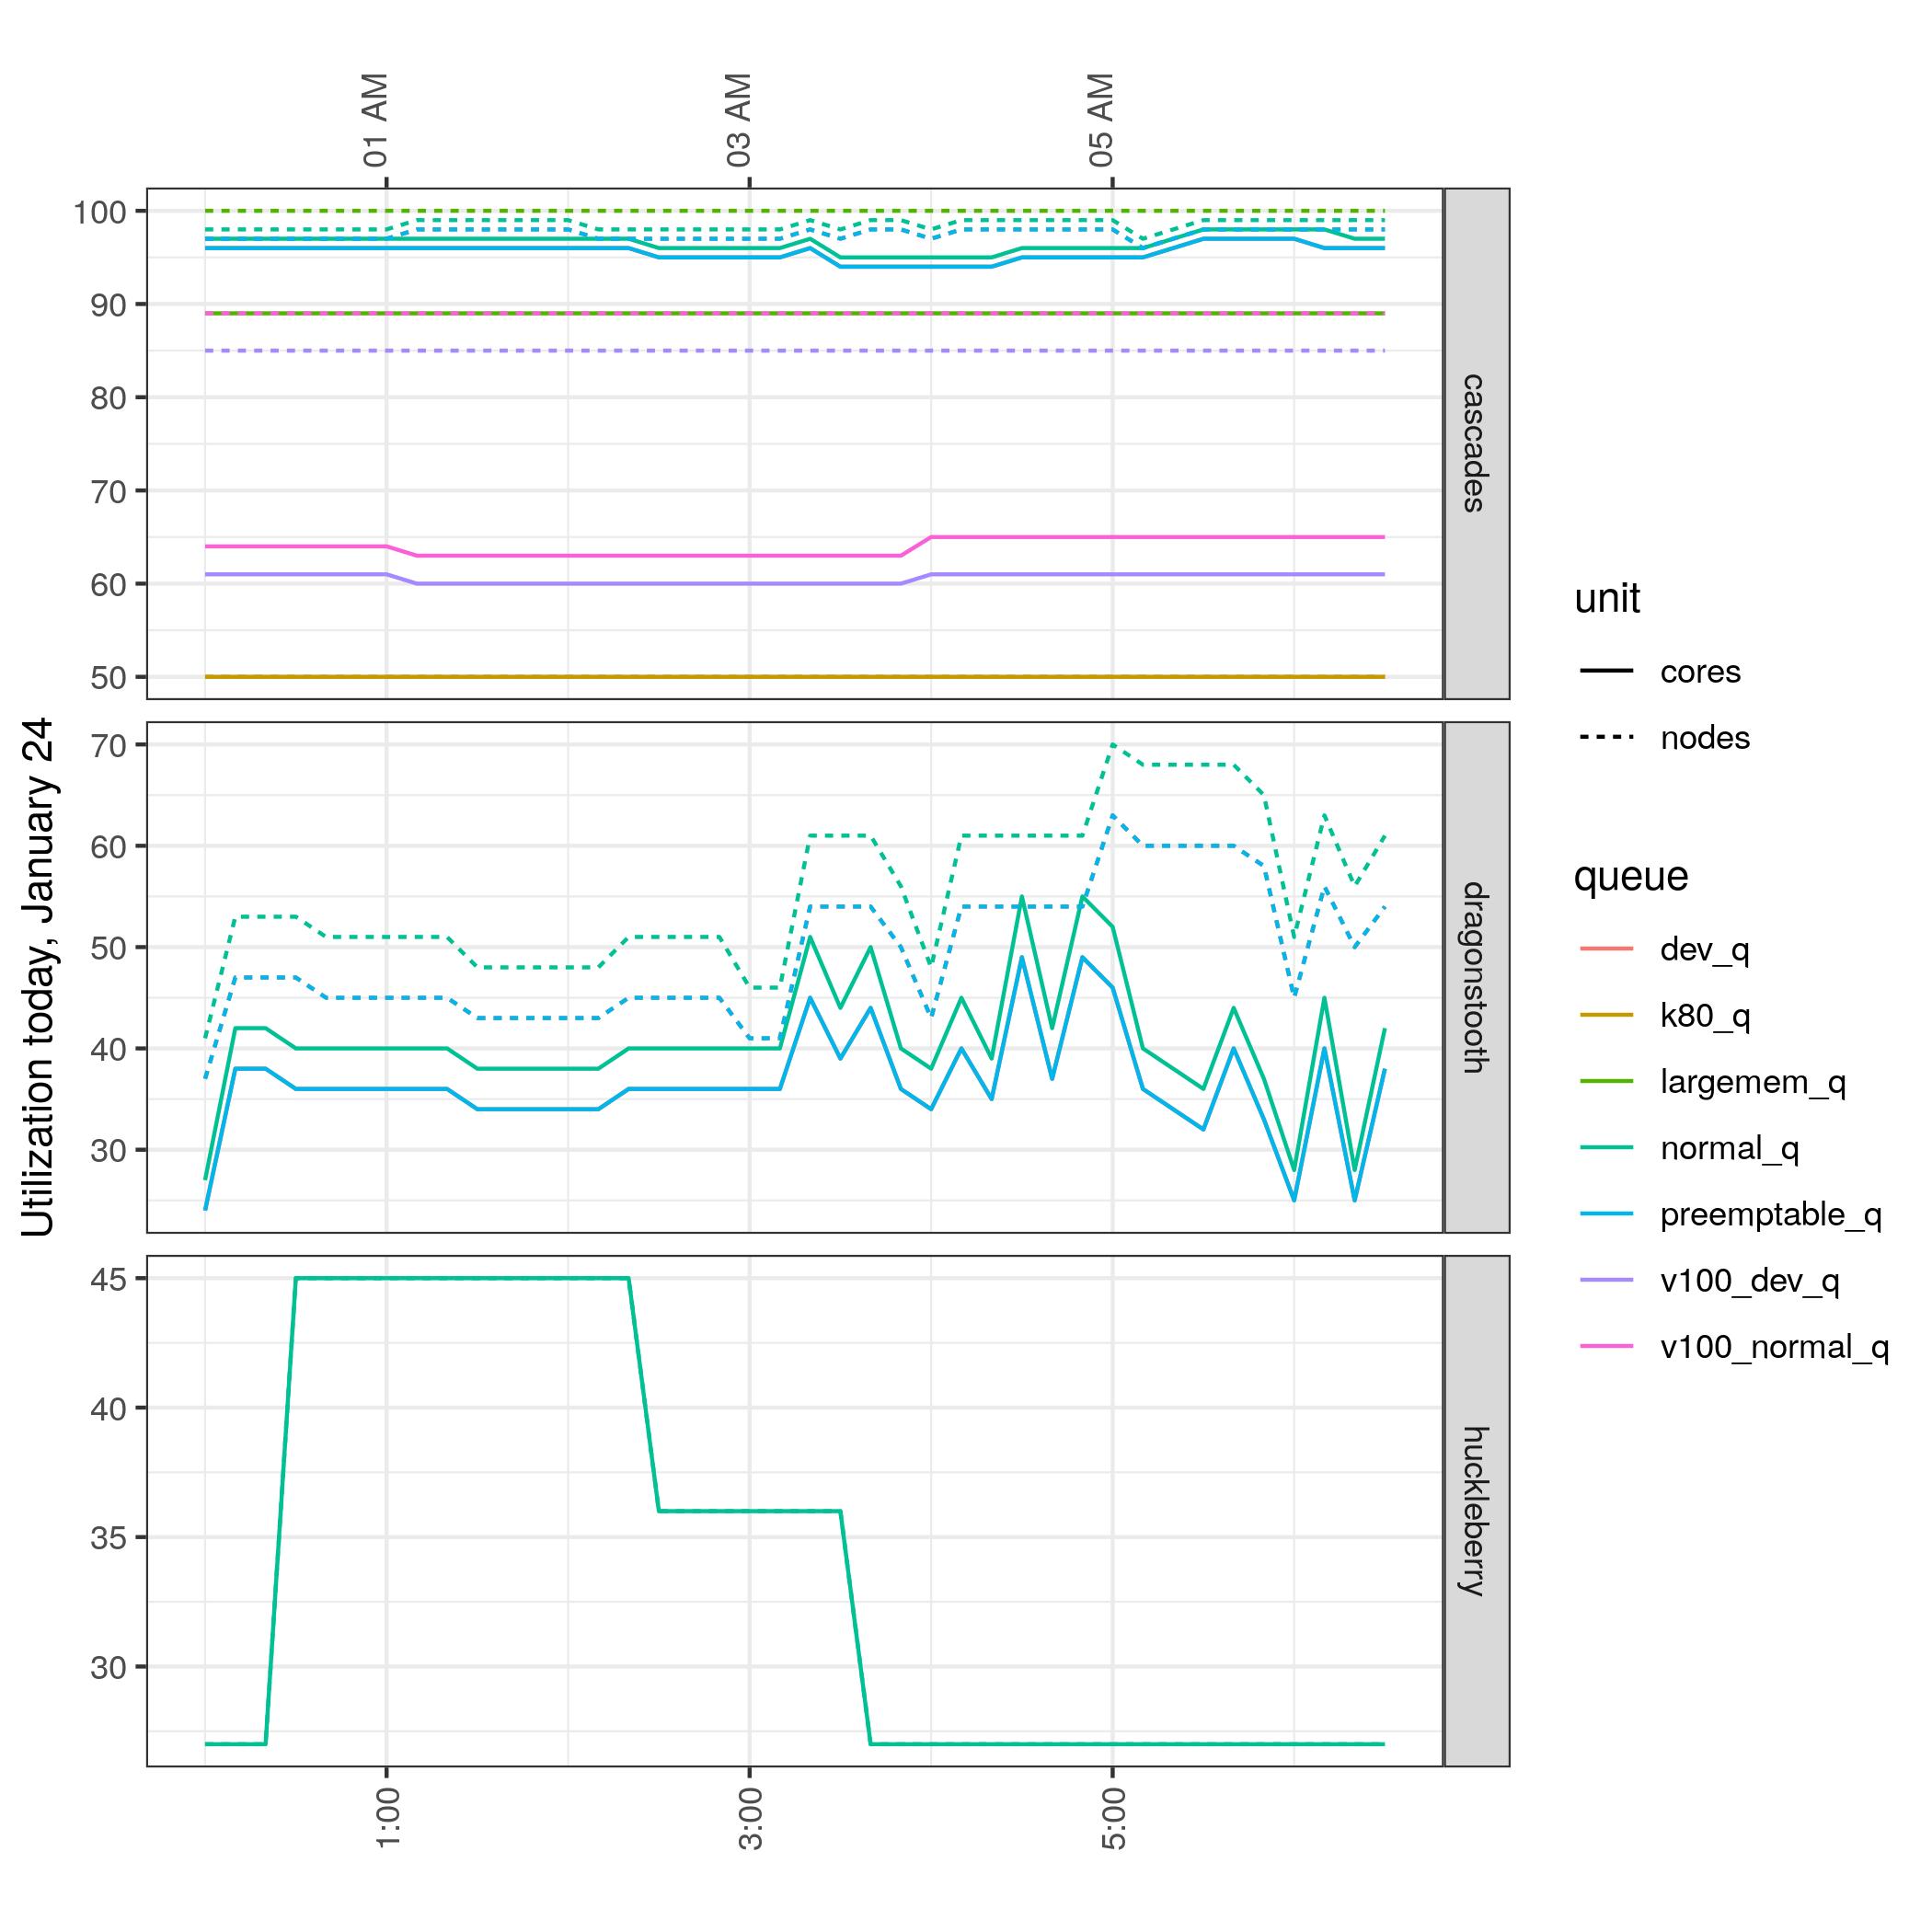 01 AM
03 AM
05 AM
Utilization today, January 24
100
90
80
70
60
50
cascades
70
60
50
40
30
dragonstooth
45
40
35
30
huckleberry
1:00
3:00
5:00
unit
cores
nodes
queue
dev_q
k80_q
largemem_q
normal_q
preemptable_q
v100_dev_q
v100_normal_q